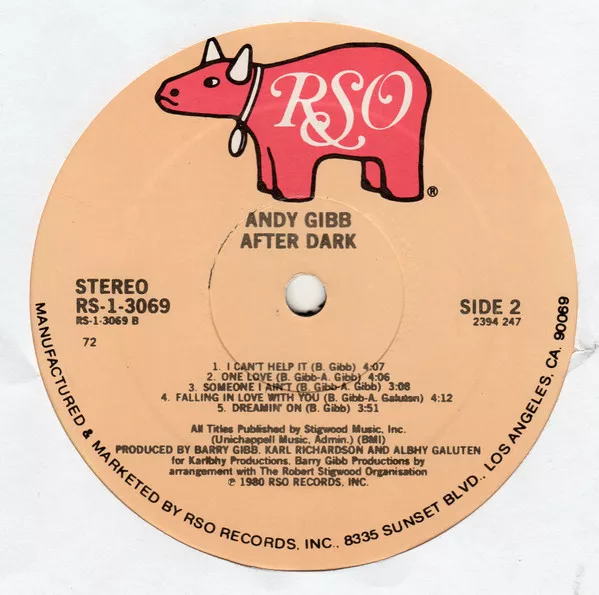 RSO
®
ANDY GIBB
AFTER DARK
STEREO
RS-1-3069
RS-1-3069 B
72
SIDE 2
2394 247
1. I CAN'T HELP IT (B. Gibb) 4:07
2. ONE LOVE (B. Gibb-A. Gibb) 4:06
3. SOMEONE I AIN'T (B. Gibb-A. Gibb) 3:08
4. FALLING IN LOVE WITH YOU (B. Gibb-A. Galuten) 4:12
5. DREAMIN' ON (B. Gibb) 3:51
All Titles Published by Stigwood Music, Inc.
(Unichappell Music, Admin.) (BMI)
PRODUCED BY BARRY GIBB, KARL RICHARDSON AND ALBHY GALUTEN
for Karlbhy Productions, Barry Gibb Productions by
arrangement with The Robert Stigwood Organisation
℗ 1980 RSO RECORDS, INC.
MANUFACTURED & MARKETED BY RSO RECORDS, INC., 8335 SUNSET BLVD., LOS ANGELES, CA. 90069